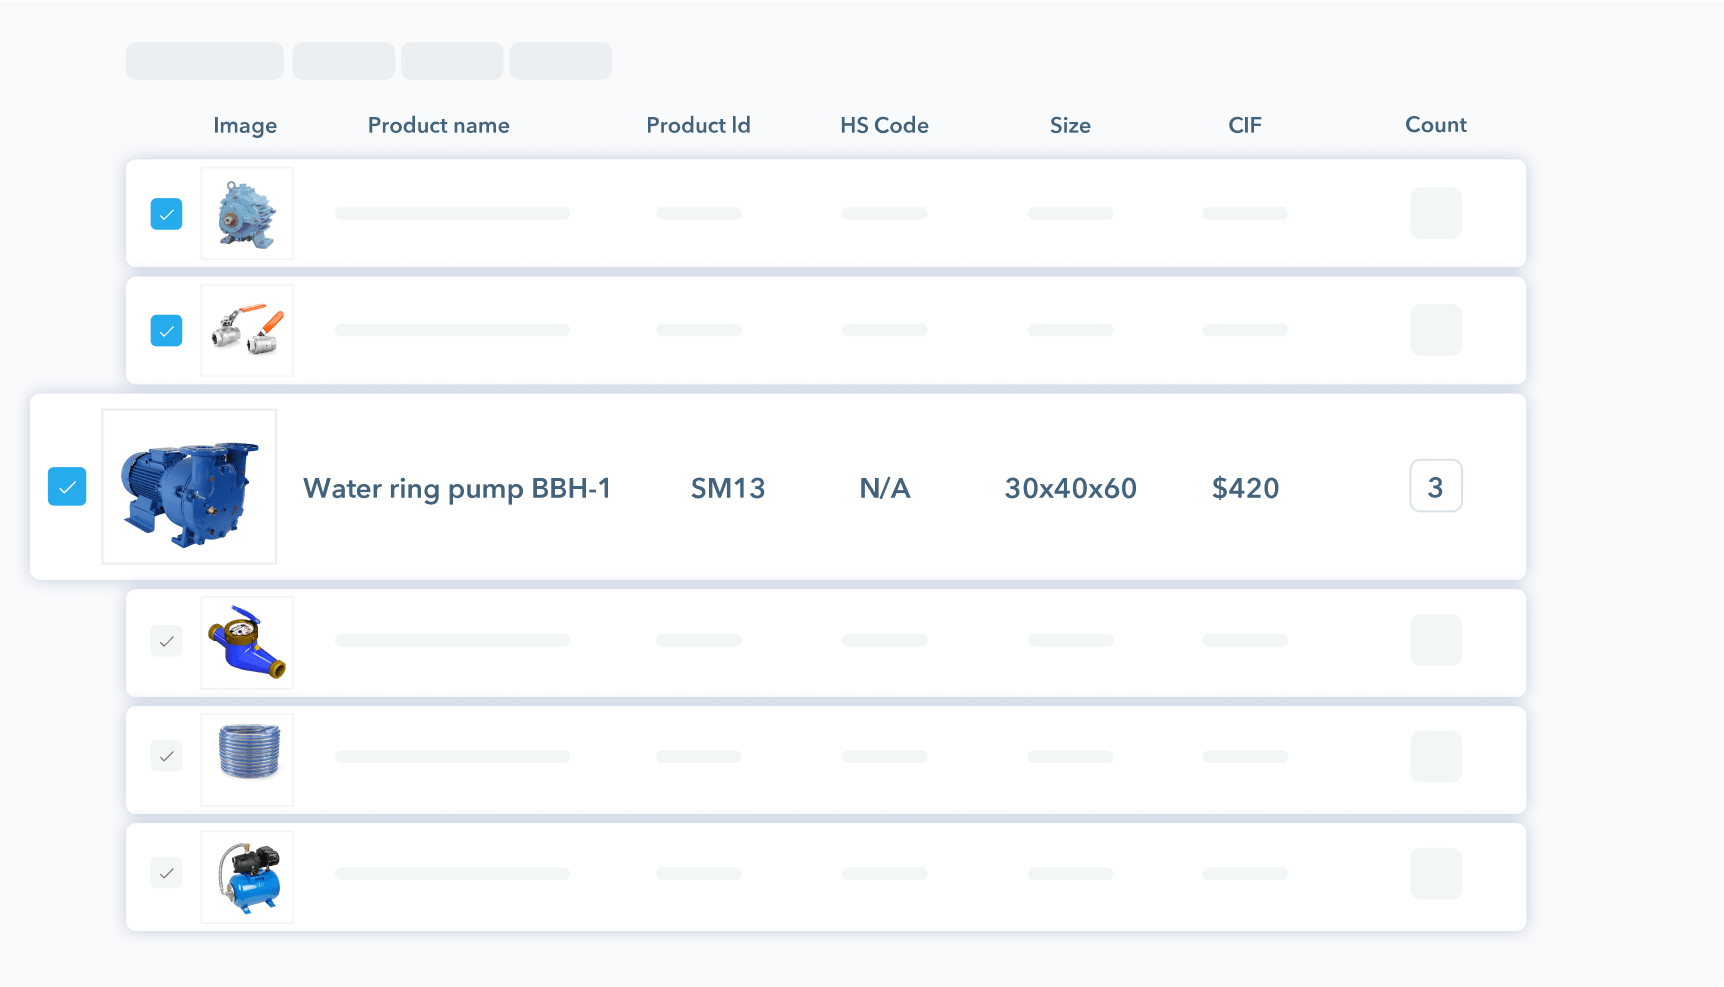 Image Product name Product Id HS Code Size CIF Count
Water ring pump BBH-1 SM13 N/A 30x40x60 $420 3